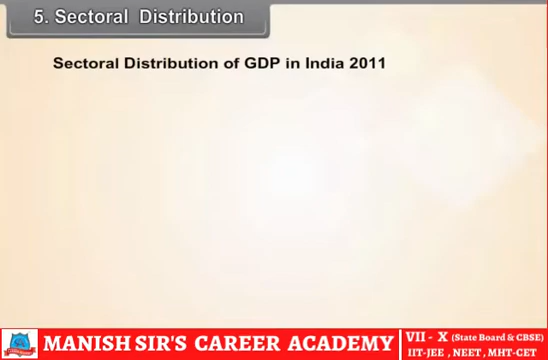 5. Sectoral Distribution
Sectoral Distribution of GDP in India 2011
MANISH SIR'S CAREER ACADEMY
VII - X (State Board & CBSE)
IIT-JEE , NEET , MHT-CET